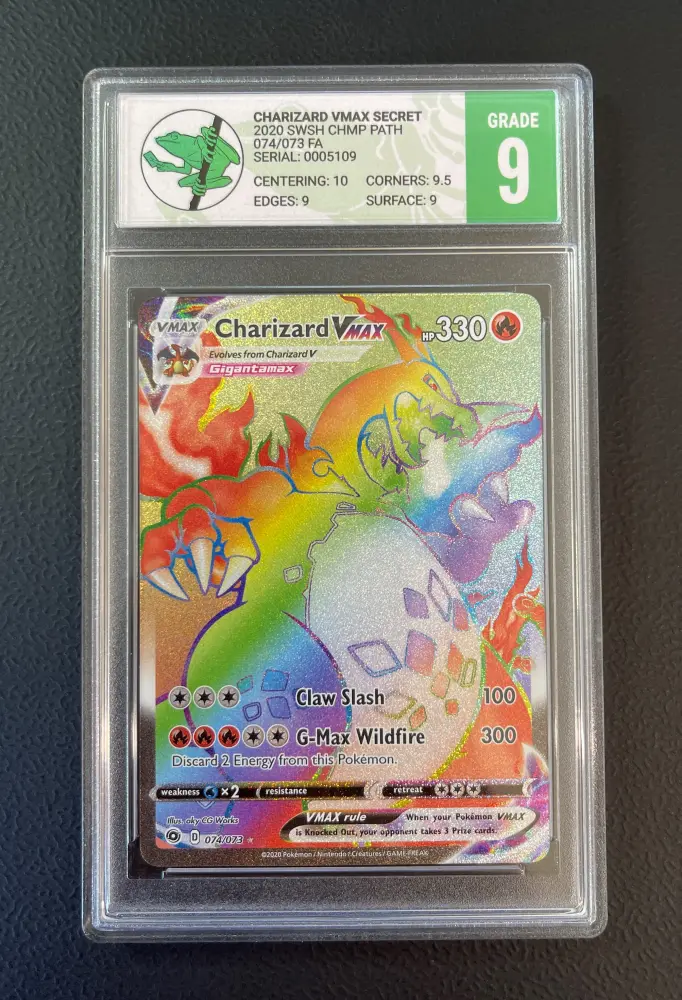 CHARIZARD VMAX SECRET
2020 SWSH CHMP PATH
074/073 FA
SERIAL: 0005109
CENTERING: 10 CORNERS: 9.5
EDGES: 9 SURFACE: 9
GRADE
9
VMAX Charizard VMAX HP 330
Evolves from Charizard V
Gigantamax
Claw Slash 100
G-Max Wildfire 300
Discard 2 Energy from this Pokémon.
weakness ×2 resistance retreat
VMAX rule When your Pokémon VMAX
is Knocked Out, your opponent takes 3 Prize cards.
Illus. aky CG Works
D 074/073
©2020 Pokémon / Nintendo / Creatures / GAME FREAK